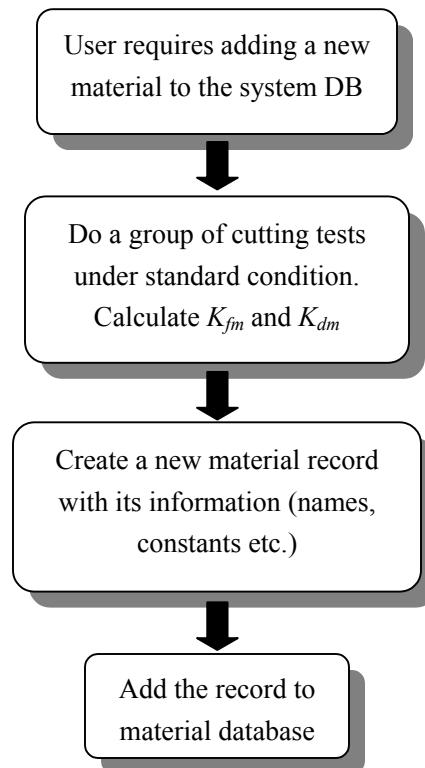 User requires adding a new
material to the system DB
Do a group of cutting tests
under standard condition.
Calculate Kfm and Kdm
Create a new material record
with its information (names,
constants etc.)
Add the record to
material database